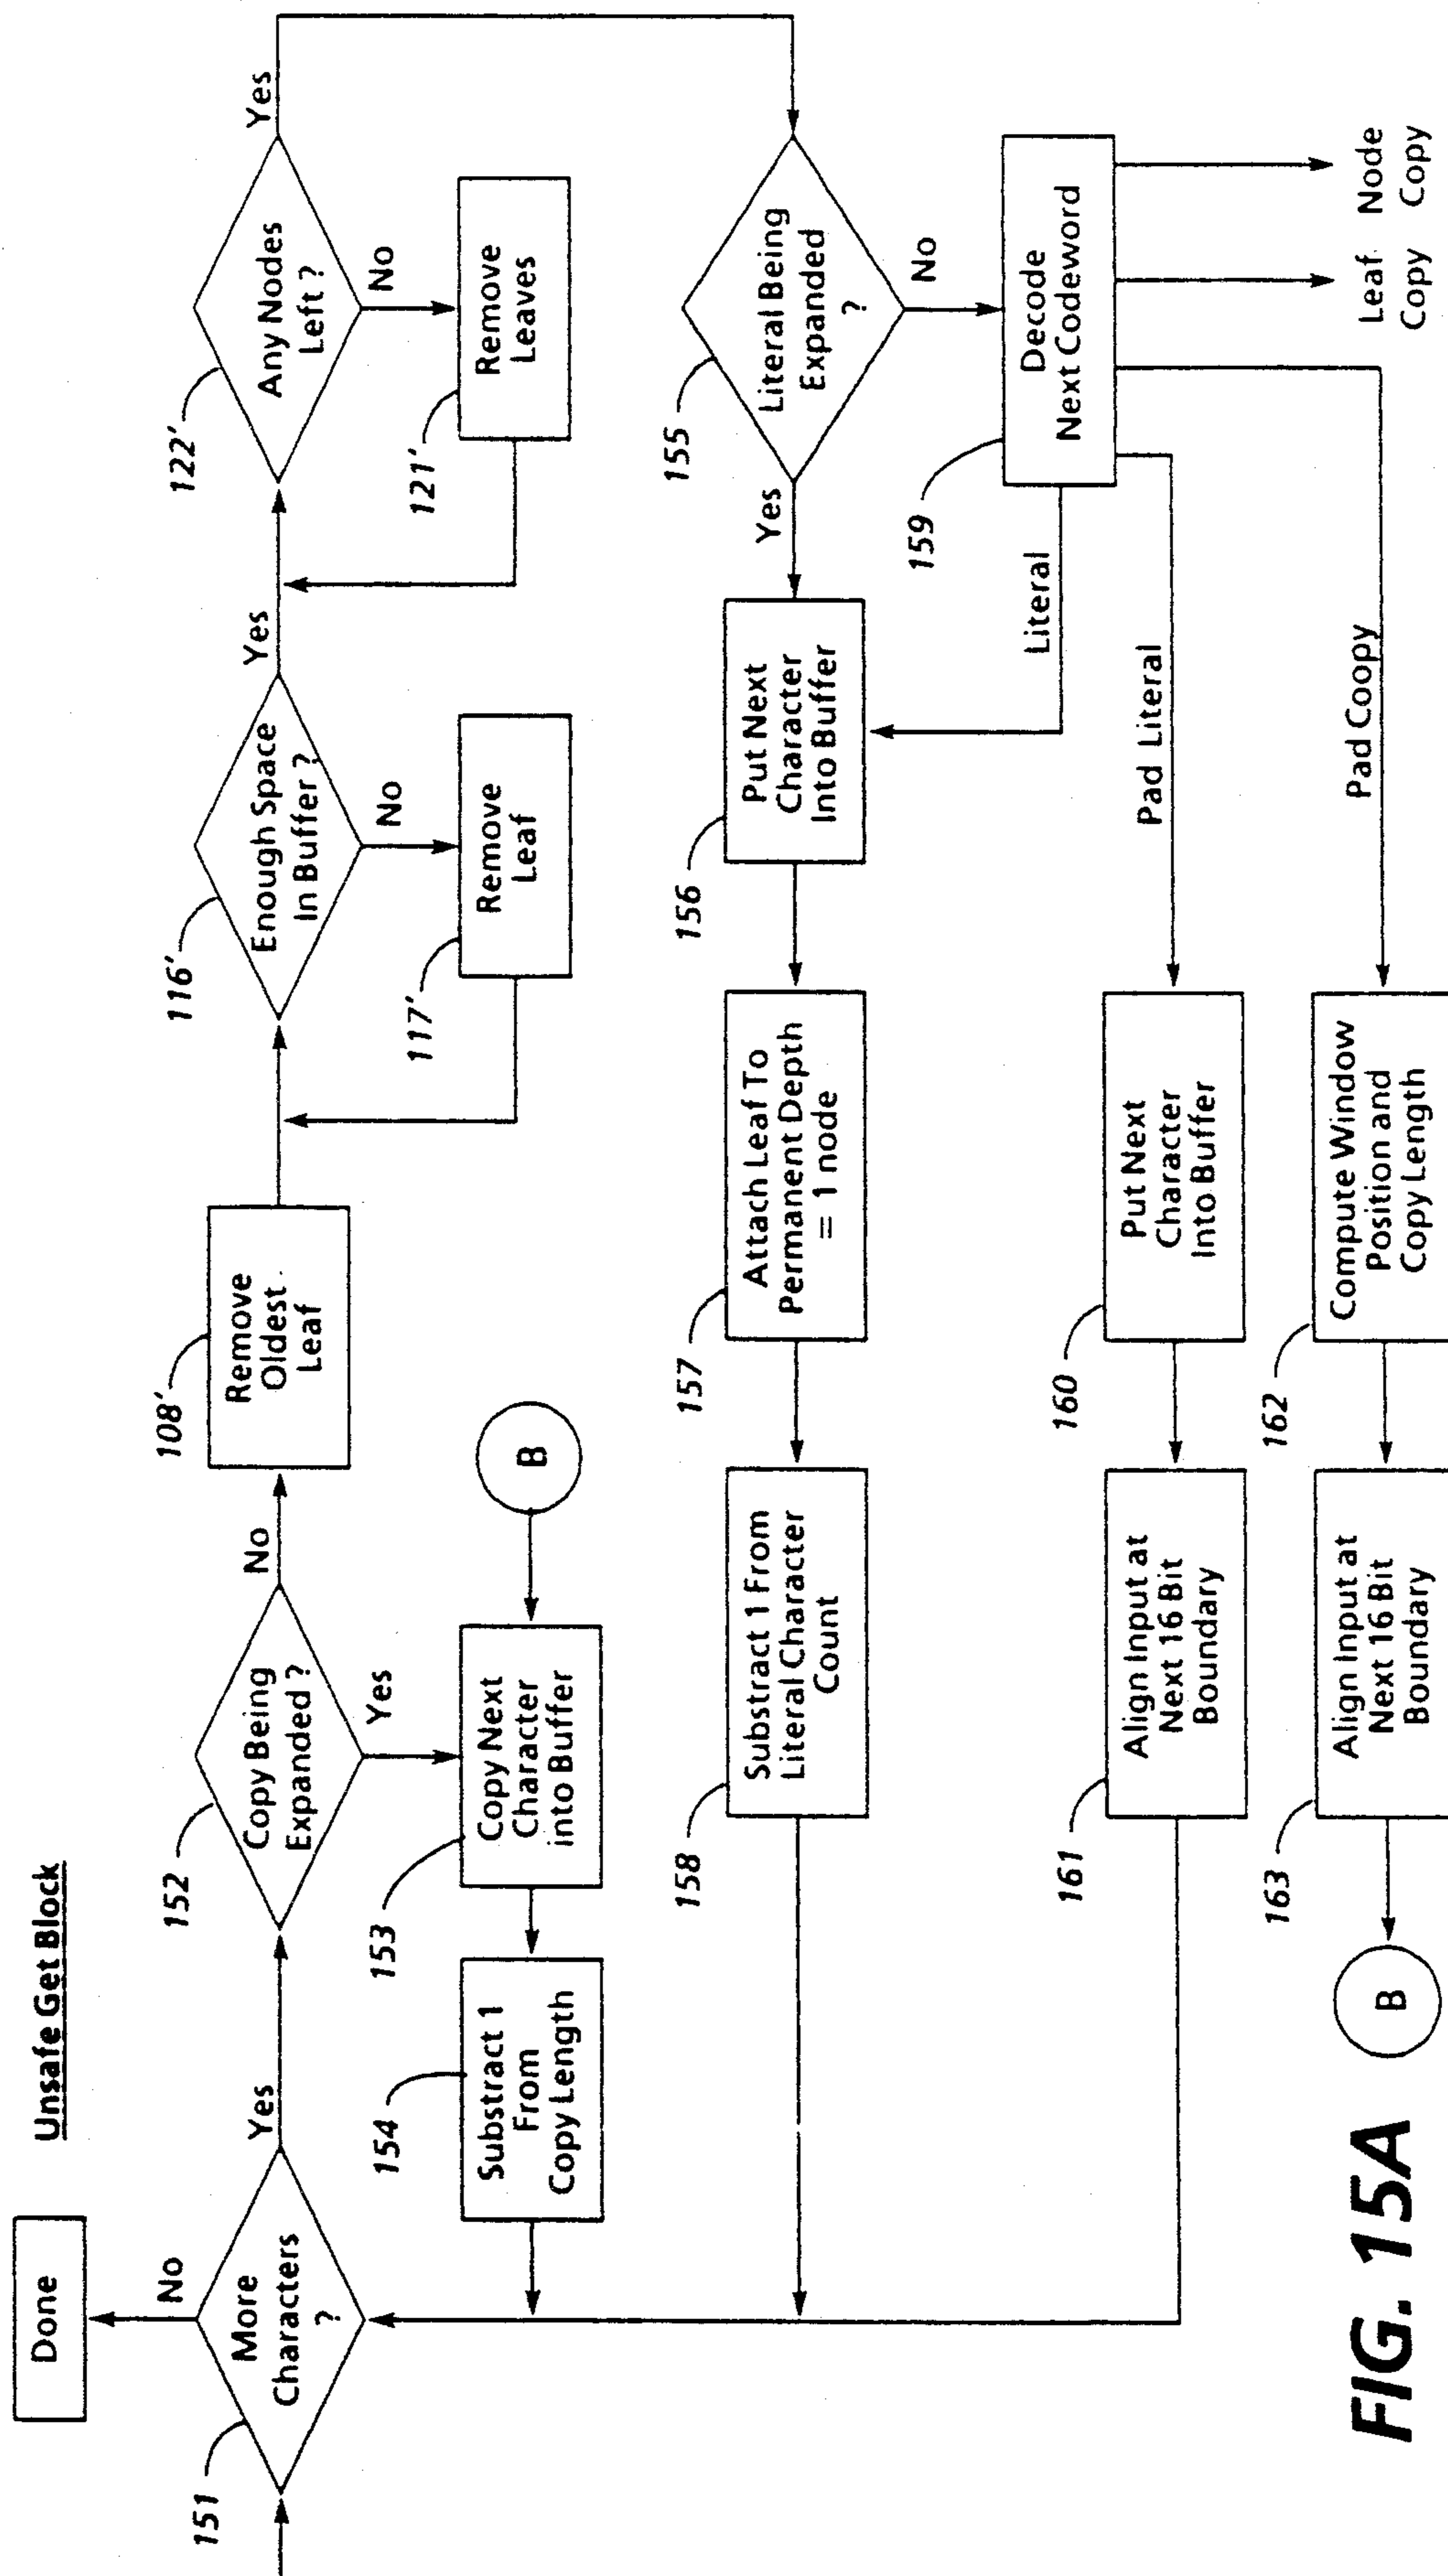 Unsafe Get Block
Done
No
151
More
Characters
?
Yes
152
Copy Being
Expanded ?
No
Yes
108'
Remove
Oldest
Leaf
116'
Enough Space
In Buffer ?
Yes
No
117'
Remove
Leaf
122'
Any Nodes
Left ?
Yes
No
121'
Remove
Leaves
154
Substract 1
From
Copy Length
153
Copy Next
Character
into Buffer
B
158
Substract 1 From
Literal Character
Count
157
Attach Leaf To
Permanent Depth
= 1 node
156
Put Next
Character
Into Buffer
Yes
155
Literal Being
Expanded
?
No
159
Decode
Next Codeword
Literal
Pad Literal
Pad Coopy
Leaf
Copy
Node
Copy
161
Align Input at
Next 16 Bit
Boundary
160
Put Next
Character
Into Buffer
B
163
Align Input at
Next 16 Bit
Boundary
162
Compute Window
Position and
Copy Length
FIG. 15A